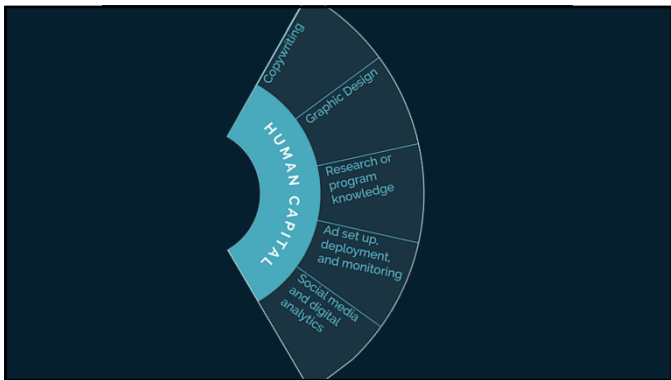 Copywriting
Graphic Design
HUMAN CAPITAL
Research or
program
knowledge
Ad set up,
deployment,
and monitoring
Social media
and digital
analytics